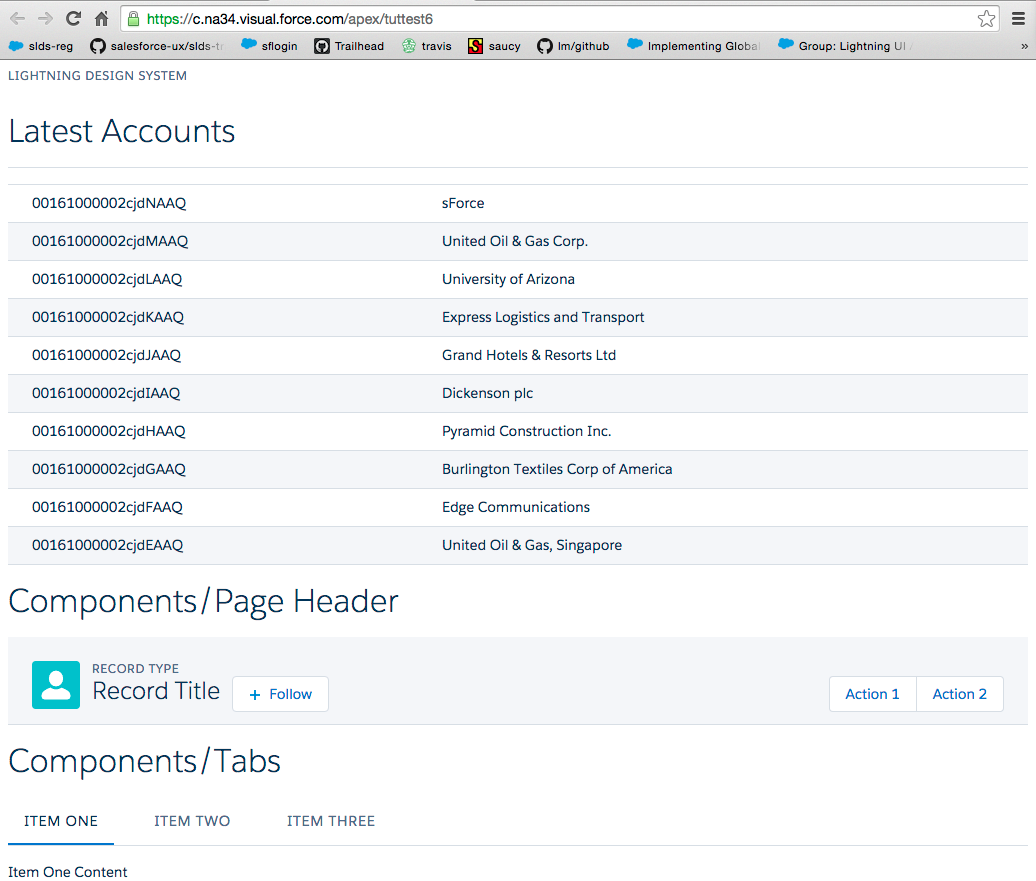 https://c.na34.visual.force.com/apex/tuttest6
slds-reg salesforce-ux/slds-tr sflogin Trailhead travis saucy lm/github Implementing Global Group: Lightning UI »
LIGHTNING DESIGN SYSTEM
Latest Accounts
00161000002cjdNAAQ sForce
00161000002cjdMAAQ United Oil & Gas Corp.
00161000002cjdLAAQ University of Arizona
00161000002cjdKAAQ Express Logistics and Transport
00161000002cjdJAAQ Grand Hotels & Resorts Ltd
00161000002cjdIAAQ Dickenson plc
00161000002cjdHAAQ Pyramid Construction Inc.
00161000002cjdGAAQ Burlington Textiles Corp of America
00161000002cjdFAAQ Edge Communications
00161000002cjdEAAQ United Oil & Gas, Singapore
Components/Page Header
RECORD TYPE
Record Title + Follow Action 1 Action 2
Components/Tabs
ITEM ONE ITEM TWO ITEM THREE
Item One Content